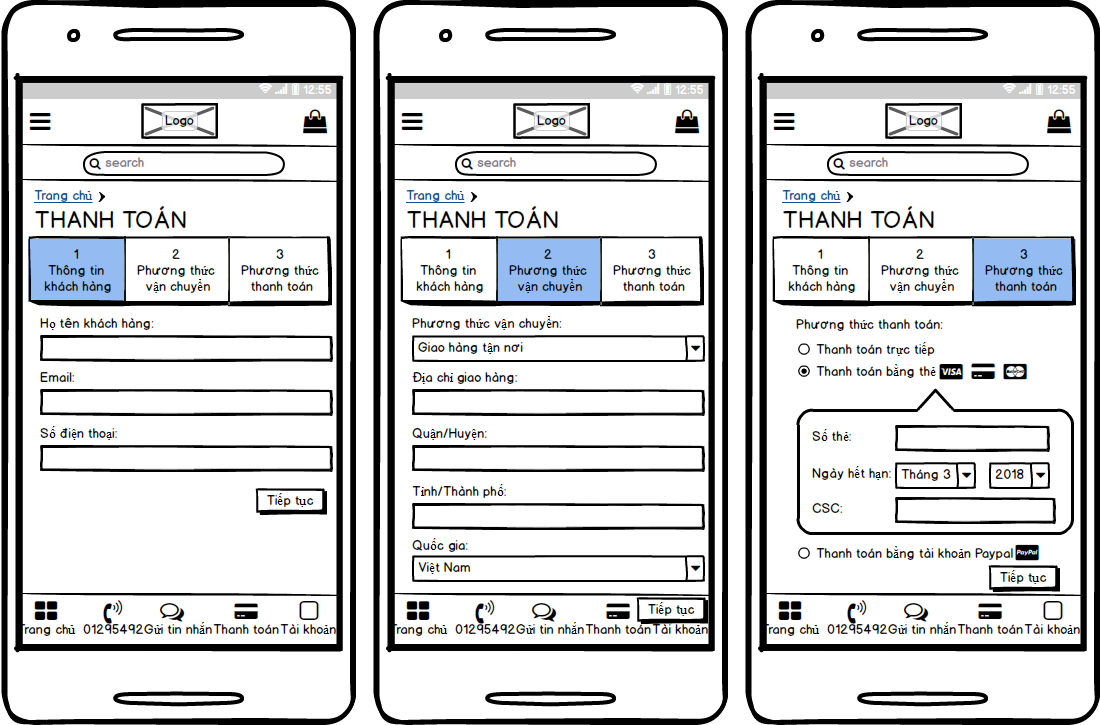 12:55
Logo
search
Trang chủ
THANH TOÁN
1
Thông tin
khách hàng
2
Phương thức
vận chuyển
3
Phương thức
thanh toán
Họ tên khách hàng:
Email:
Số điện thoại:
Tiếp tục
Trang chủ 01295492 Gửi tin nhắn Thanh toán Tài khoản
12:55
Logo
search
Trang chủ
THANH TOÁN
1
Thông tin
khách hàng
2
Phương thức
vận chuyển
3
Phương thức
thanh toán
Phương thức vận chuyển:
Giao hàng tận nơi
Địa chỉ giao hàng:
Quận/Huyện:
Tỉnh/Thành phố:
Quốc gia:
Việt Nam
Tiếp tục
Trang chủ 01295492 Gửi tin nhắn Thanh toán Tài khoản
12:55
Logo
search
Trang chủ
THANH TOÁN
1
Thông tin
khách hàng
2
Phương thức
vận chuyển
3
Phương thức
thanh toán
Phương thức thanh toán:
Thanh toán trực tiếp
Thanh toán bằng thẻ VISA
Số thẻ:
Ngày hết hạn: Tháng 3 2018
CSC:
Thanh toán bằng tài khoản Paypal PayPal
Tiếp tục
Trang chủ 01295492 Gửi tin nhắn Thanh toán Tài khoản